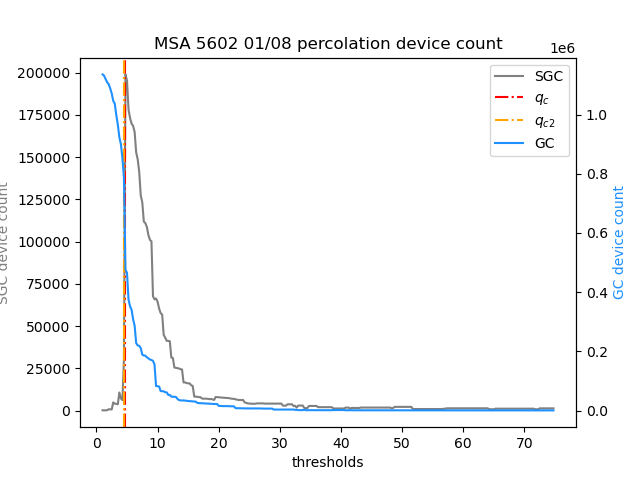 MSA 5602 01/08 percolation device count
1e6
200000
175000
150000
125000
100000
75000
50000
25000
0
SGC device count
SGC
q_c
q_{c2}
GC
1.0
0.8
0.6
0.4
0.2
0.0
GC device count
0 10 20 30 40 50 60 70
thresholds